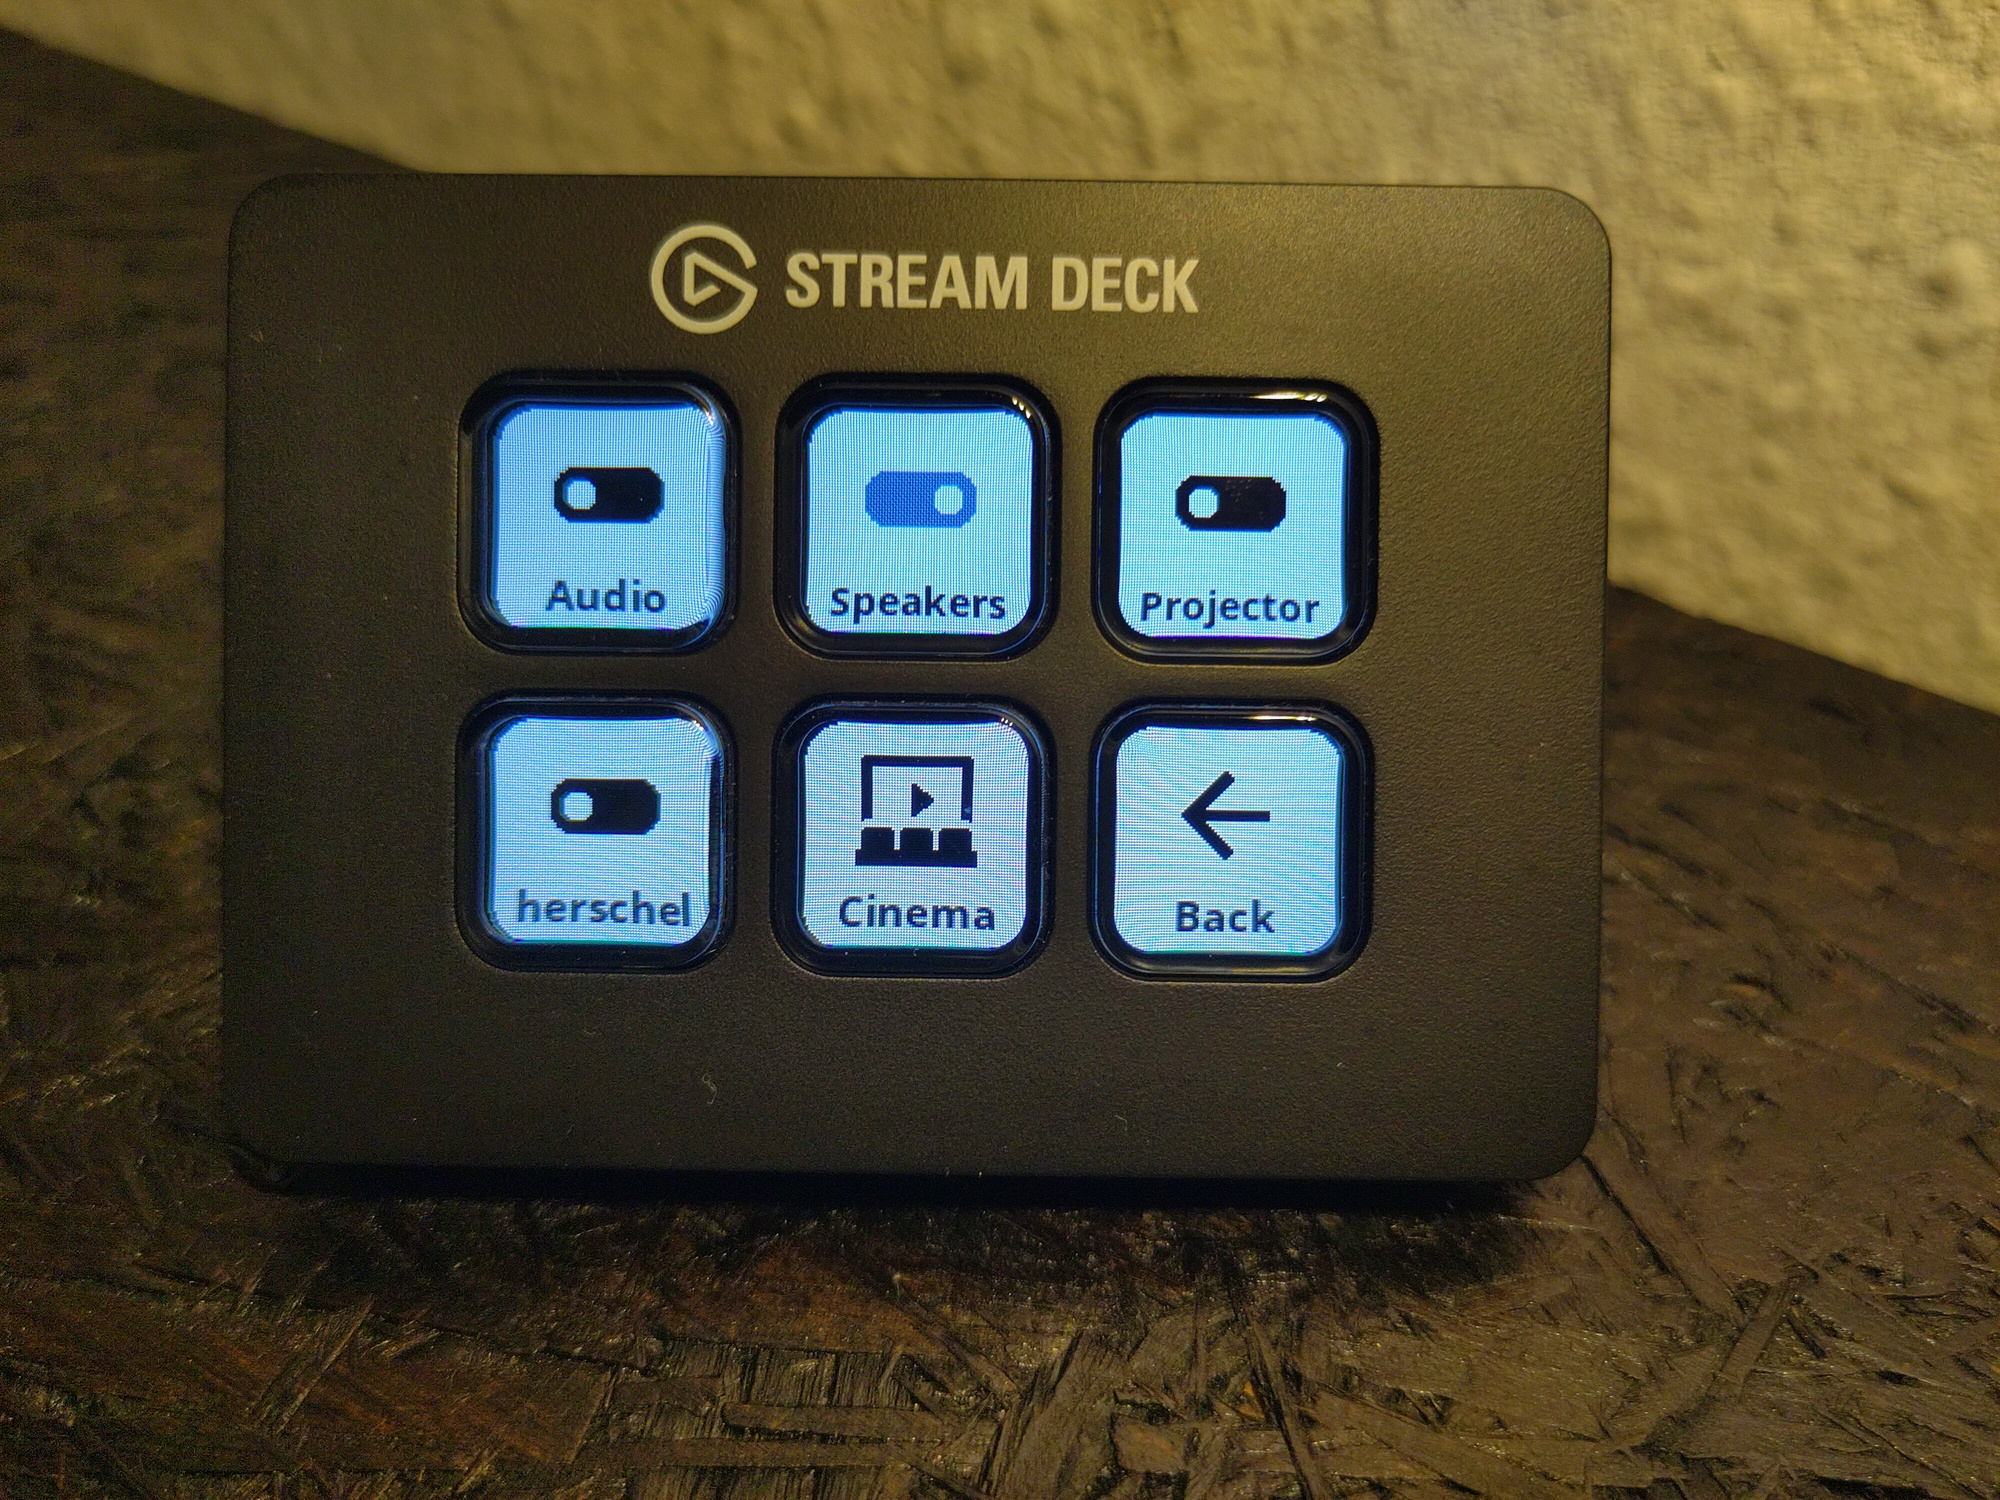 STREAM DECK
Audio
Speakers
Projector
herschel
Cinema
Back